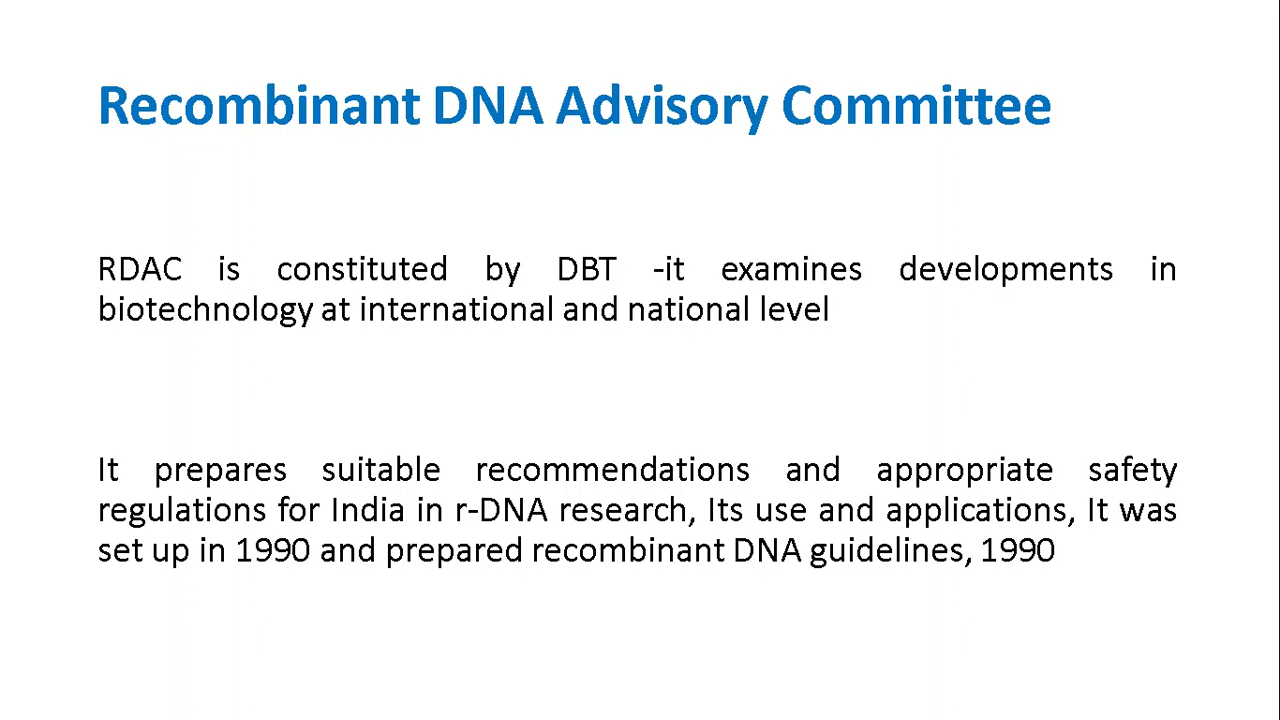 Recombinant DNA Advisory Committee
RDAC is constituted by DBT -it examines developments in
biotechnology at international and national level
It prepares suitable recommendations and appropriate safety
regulations for India in r-DNA research, Its use and applications, It was
set up in 1990 and prepared recombinant DNA guidelines, 1990